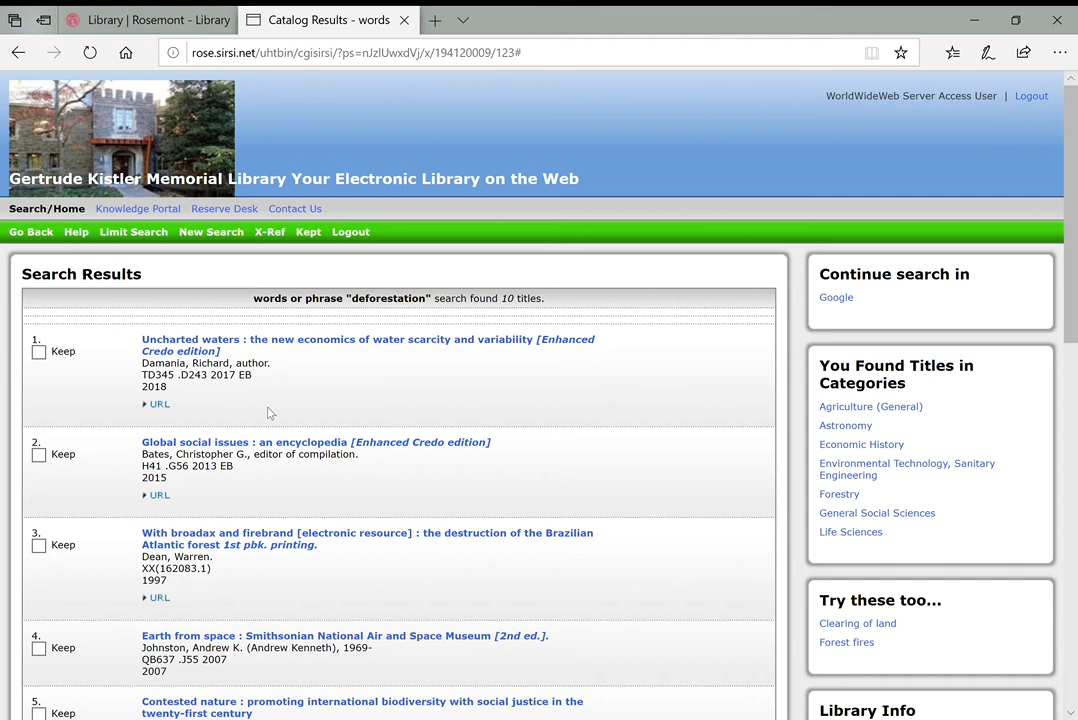 Library | Rosemont - Library
Catalog Results - words
rose.sirsi.net/uhtbin/cgisirsi/?ps=nJzlUwxdVj/x/194120009/123#
WorldWideWeb Server Access User | Logout
Gertrude Kistler Memorial Library Your Electronic Library on the Web
Search/Home Knowledge Portal Reserve Desk Contact Us
Go Back Help Limit Search New Search X-Ref Kept Logout
Search Results
words or phrase "deforestation" search found 10 titles.
1.
Keep
Uncharted waters : the new economics of water scarcity and variability [Enhanced
Credo edition]
Damania, Richard, author.
TD345 .D243 2017 EB
2018
URL
2.
Keep
Global social issues : an encyclopedia [Enhanced Credo edition]
Bates, Christopher G., editor of compilation.
H41 .G56 2013 EB
2015
URL
3.
Keep
With broadax and firebrand [electronic resource] : the destruction of the Brazilian
Atlantic forest 1st pbk. printing.
Dean, Warren.
XX(162083.1)
1997
URL
4.
Keep
Earth from space : Smithsonian National Air and Space Museum [2nd ed.].
Johnston, Andrew K. (Andrew Kenneth), 1969-
QB637 .J55 2007
2007
5.
Keep
Contested nature : promoting international biodiversity with social justice in the
twenty-first century
Continue search in
Google
You Found Titles in
Categories
Agriculture (General)
Astronomy
Economic History
Environmental Technology, Sanitary
Engineering
Forestry
General Social Sciences
Life Sciences
Try these too...
Clearing of land
Forest fires
Library Info